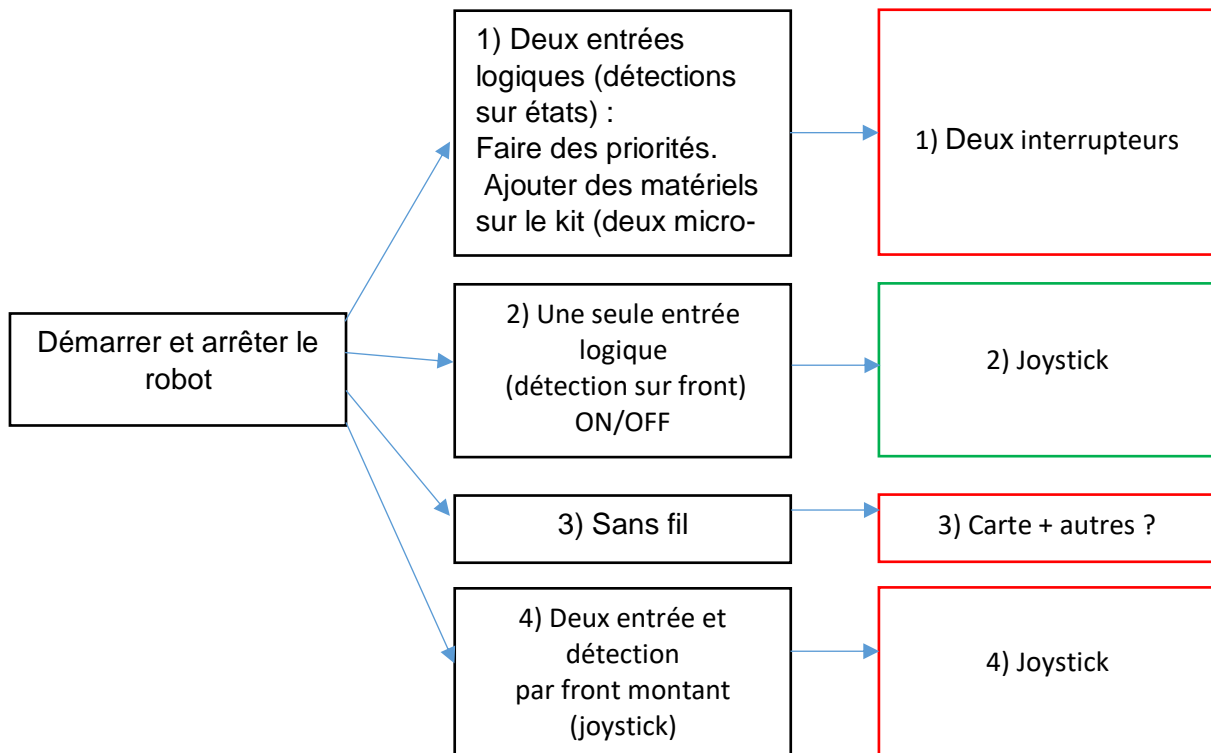 Démarrer et arrêter le
robot
1) Deux entrées
logiques (détections
sur états) :
Faire des priorités.
Ajouter des matériels
sur le kit (deux micro-
1) Deux interrupteurs
2) Une seule entrée
logique
(détection sur front)
ON/OFF
2) Joystick
3) Sans fil
3) Carte + autres ?
4) Deux entrée et
détection
par front montant
(joystick)
4) Joystick